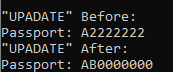 "UPADATE" Before:
Passport: A2222222
"UPADATE" After:
Passport: AB0000000